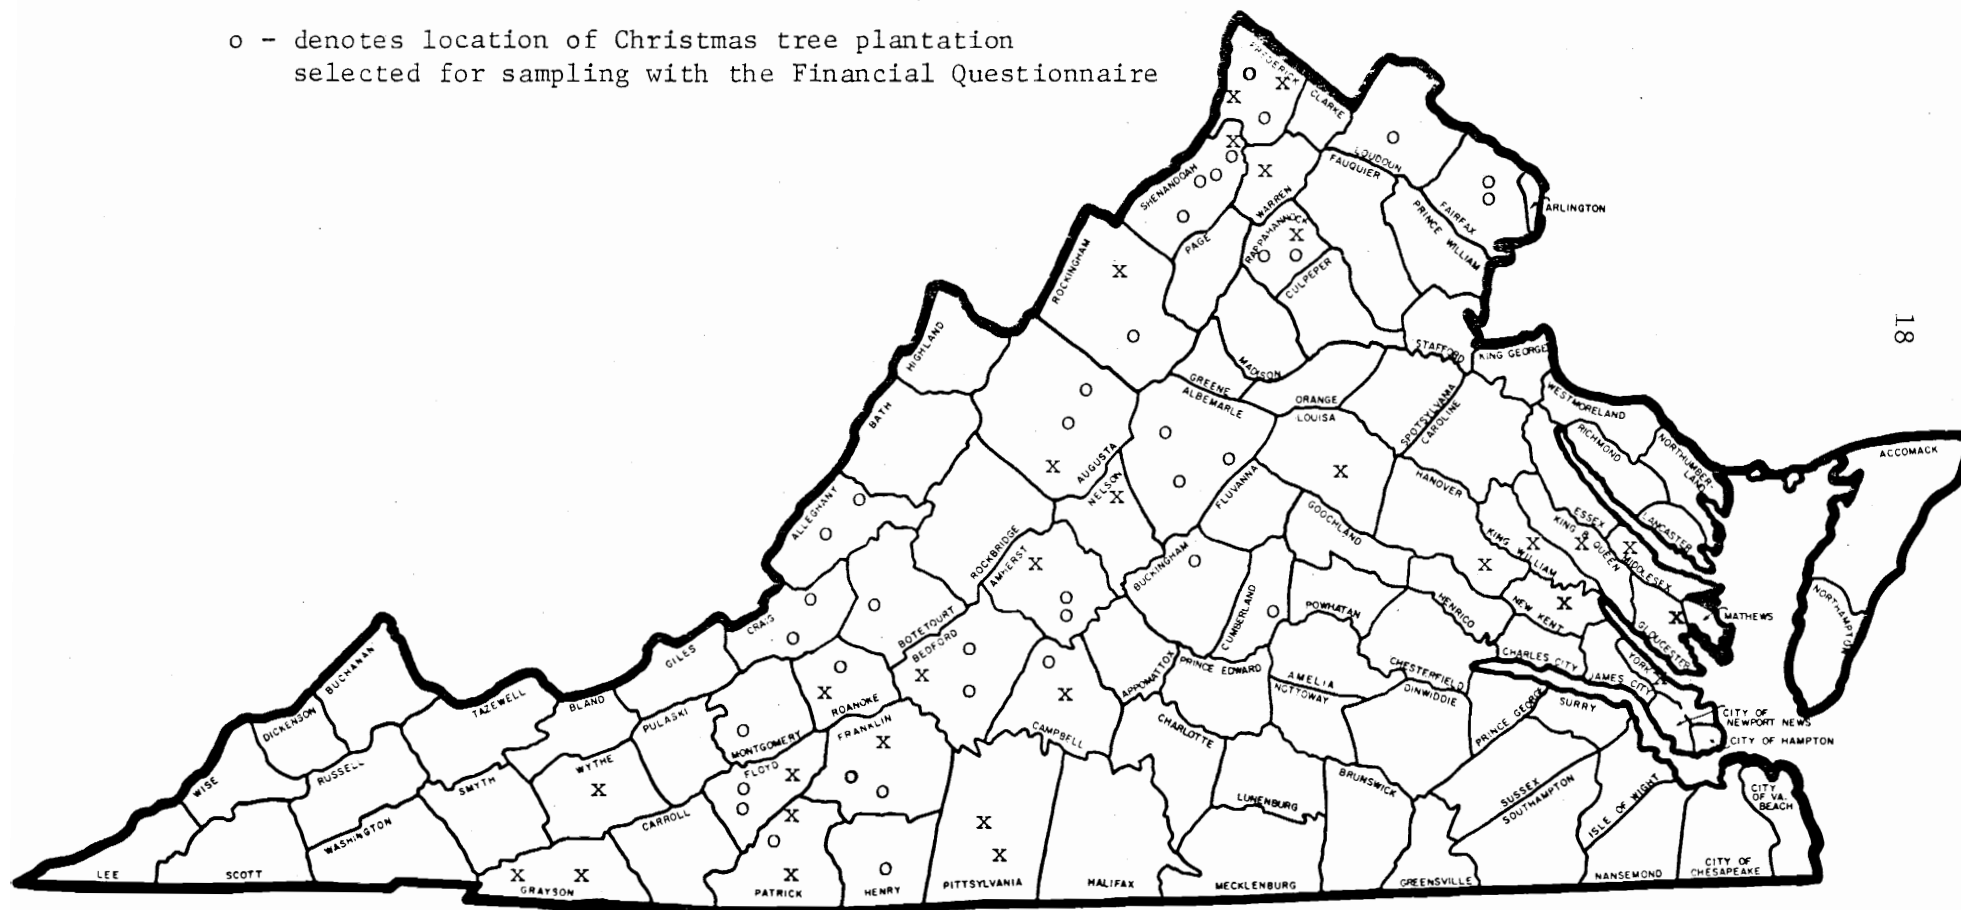 o - denotes location of Christmas tree plantation
selected for sampling with the Financial Questionnaire
18
FREDERICK
o
X
X
CLARKE
o
o
LOUDOUN
FAUQUIER
X
o
X
SHENANDOAH
o o
o
o
FAIRFAX
ARLINGTON
PRINCE WILLIAM
WARREN
o
PAGE
RAPPAHANNOCK
X
o o
CULPEPER
ROCKINGHAM
X
o
HIGHLAND
STAFFORD
KING GEORGE
MADISON
GREENE
ALBEMARLE
ORANGE
LOUISA
SPOTSYLVANIA
CAROLINE
WESTMORELAND
RICHMOND
NORTHUMBER-
LAND
ACCOMACK
BATH
o
o
X
AUGUSTA
NELSON
X
o
o
o
FLUVANNA
X
HANOVER
GOOCHLAND
ESSEX
KING & QUEEN
LANCASTER
ALLEGHANY
o
o
ROCKBRIDGE
AMHERST
X
o
o
BUCKINGHAM
o
KING WILLIAM
X
X
X
X
MIDDLESEX
NORTHAMPTON
CUMBERLAND
o
POWHATAN
HENRICO
NEW KENT
X
X
MATHEWS
GLOUCESTER
CRAIG
o
o
o
BOTETOURT
BEDFORD
X
o
o
GILES
BUCHANAN
DICKENSON
TAZEWELL
BLAND
PULASKI
X
o
ROANOKE
o
MONTGOMERY
FRANKLIN
X
o
o
o
X
CAMPBELL
APPOMATTOX
PRINCE EDWARD
AMELIA
NOTTOWAY
CHESTERFIELD
DINWIDDIE
CHARLES CITY
JAMES CITY
YORK
X
PRINCE GEORGE
SURRY
CITY OF
NEWPORT NEWS
CITY OF HAMPTON
CHARLOTTE
WISE
RUSSELL
SMYTH
WYTHE
X
FLOYD
X
o
o
CARROLL
X
o
X
PATRICK
o
HENRY
X
X
PITTSYLVANIA
HALIFAX
LUNENBURG
BRUNSWICK
SUSSEX
SOUTHAMPTON
ISLE OF WIGHT
CITY
OF VA.
BEACH
LEE
SCOTT
WASHINGTON
X
X
GRAYSON
MECKLENBURG
GREENSVILLE
NANSEMOND
CITY OF
CHESAPEAKE